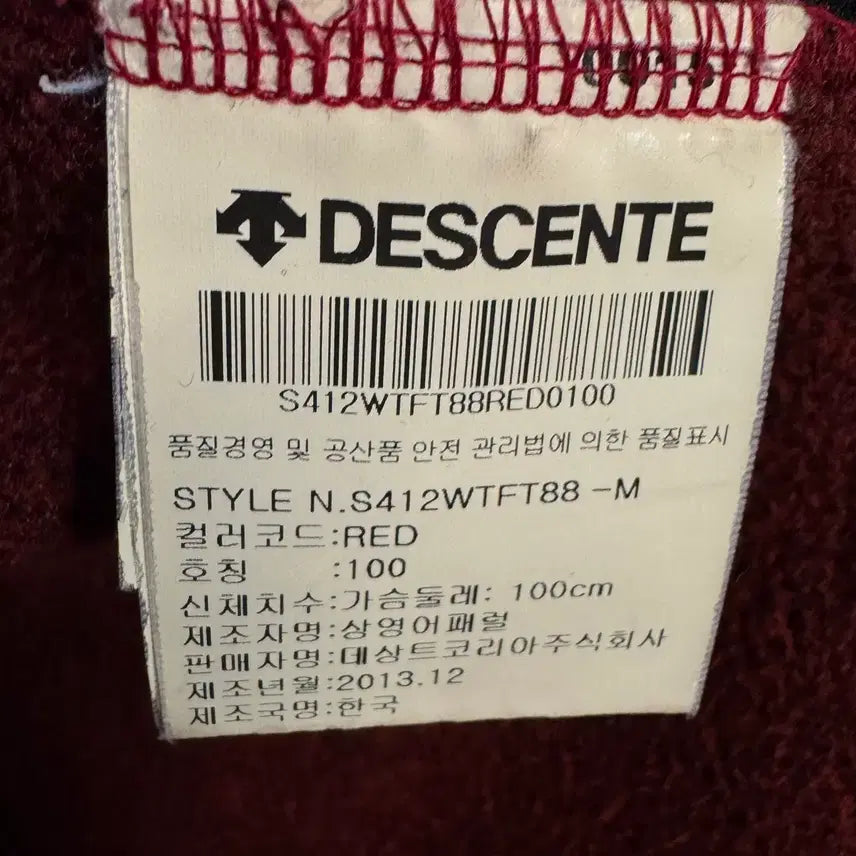 DESCENTE
S412WTFT88RED0100
품질경영 및 공산품 안전 관리법에 의한 품질표시
STYLE N.S412WTFT88 -M
컬러코드:RED
호칭 :100
신체치수:가슴둘레: 100cm
제조자명:상영어패럴
판매자명:데상트코리아주식회사
제조년월:2013.12
제조국명:한국